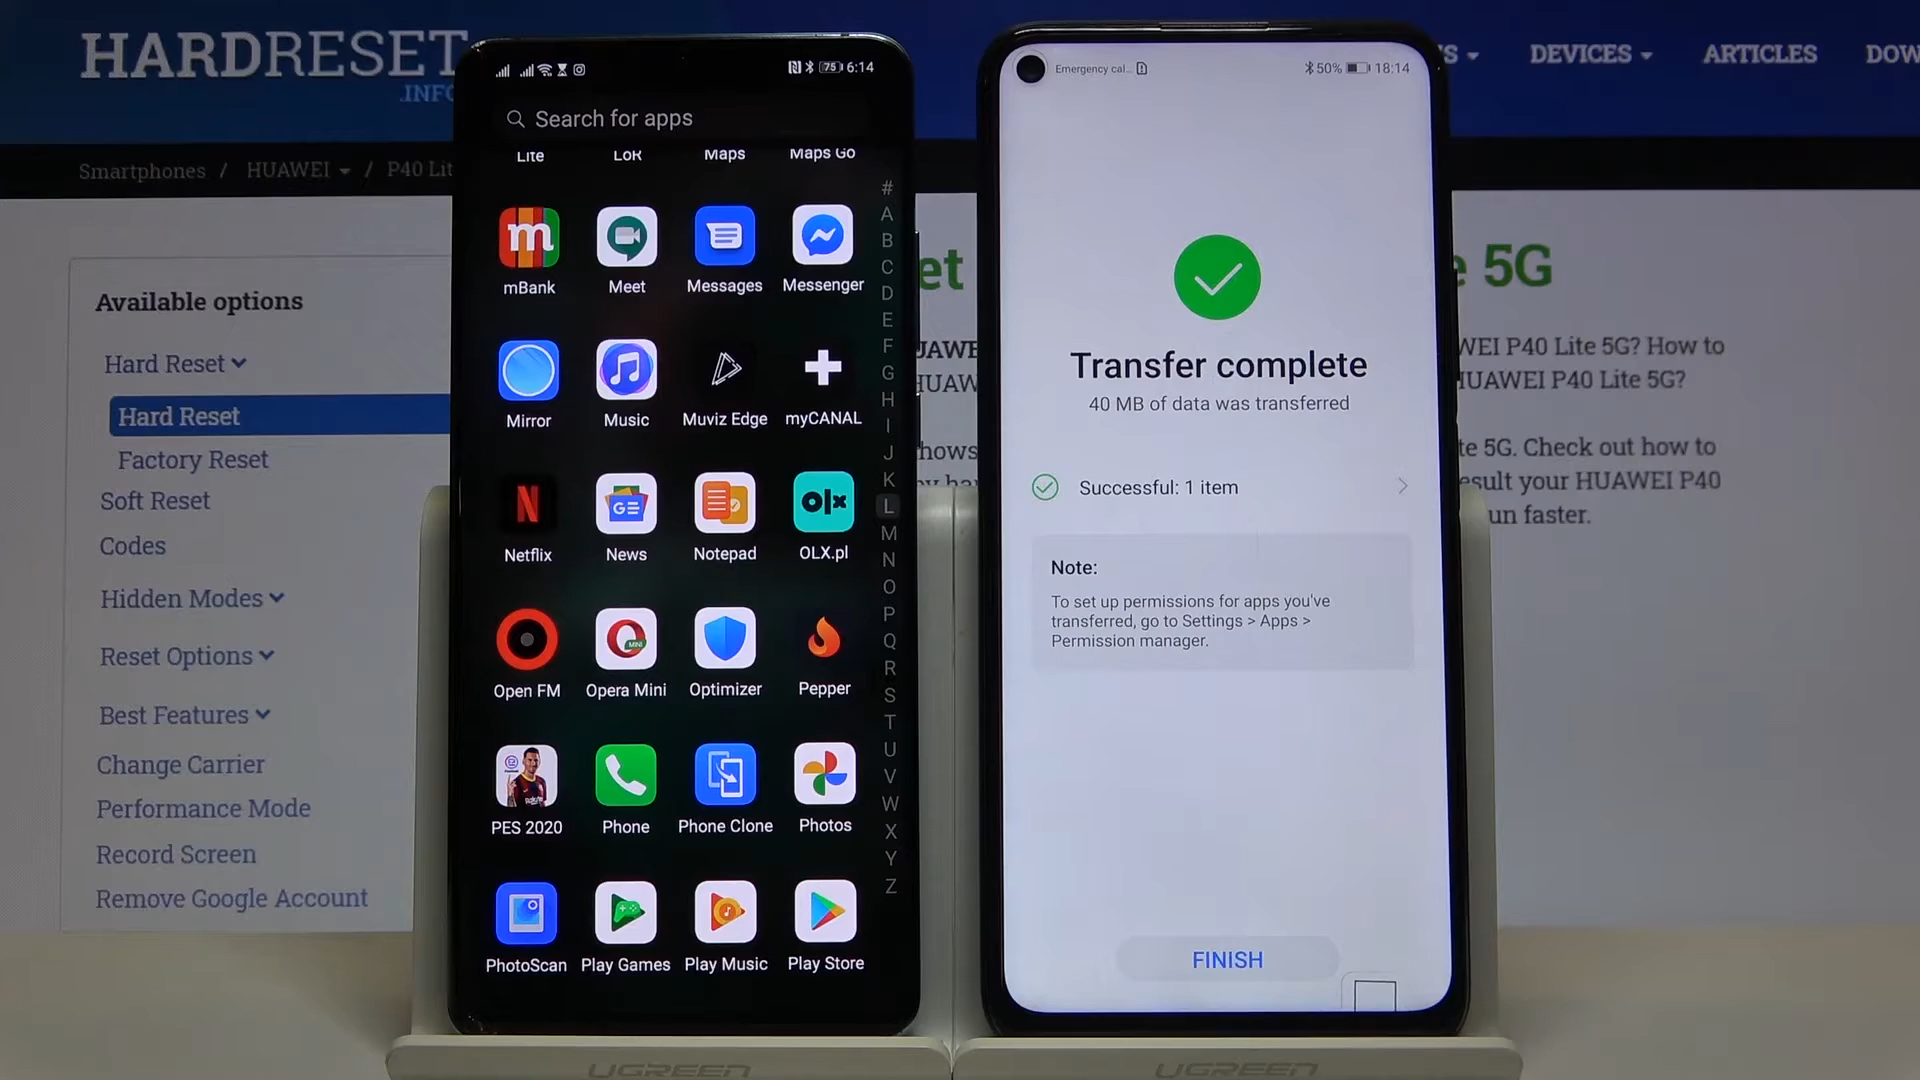 HARDRESET
.INFO
DEVICES
ARTICLES
Smartphones / HUAWEI / P40
Available options
Hard Reset
Hard Reset
Factory Reset
Soft Reset
Codes
Hidden Modes
Reset Options
Best Features
Change Carrier
Performance Mode
Record Screen
Remove Google Account
75 6:14
Search for apps
Lite LoR Maps Maps Go
mBank Meet Messages Messenger
Mirror Music Muviz Edge myCANAL
Netflix News Notepad OLX.pl
Open FM Opera Mini Optimizer Pepper
PES 2020 Phone Phone Clone Photos
PhotoScan Play Games Play Music Play Store
#
A
B
C
D
E
F
G
H
I
J
K
L
M
N
O
P
Q
R
S
T
U
V
W
X
Y
Z
Emergency cal... 50% 18:14
Transfer complete
40 MB of data was transferred
Successful: 1 item
Note:
To set up permissions for apps you've
transferred, go to Settings > Apps >
Permission manager.
FINISH
5G
P40 Lite 5G? How to
HUAWEI P40 Lite 5G?
5G. Check out how to
your HUAWEI P40
faster.
UGREEN
UGREEN